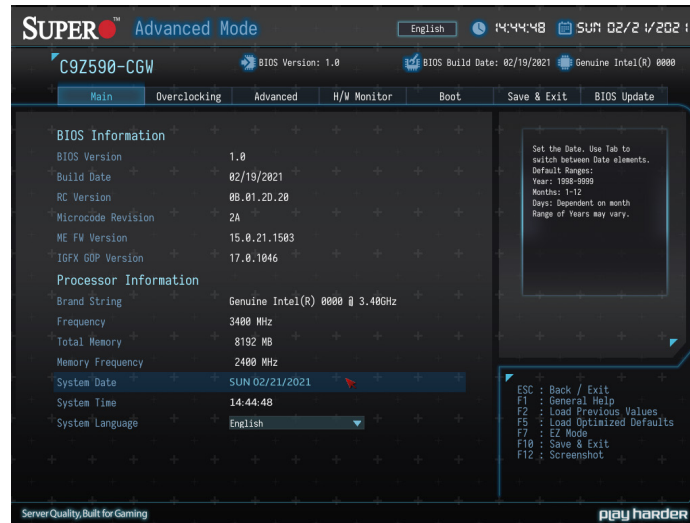 SUPER™ Advanced Mode English 14:44:48 SUN 02/21/2021
C9Z590-CGW BIOS Version: 1.0 BIOS Build Date: 02/19/2021 Genuine Intel(R) 0000
Main Overclocking Advanced H/W Monitor Boot Save & Exit BIOS Update
BIOS Information
BIOS Version 1.0
Build Date 02/19/2021
RC Version 0B.01.2D.20
Microcode Revision 2A
ME FW Version 15.0.21.1503
IGFX GOP Version 17.0.1046
Processor Information
Brand String Genuine Intel(R) 0000 @ 3.40GHz
Frequency 3400 MHz
Total Memory 8192 MB
Memory Frequency 2400 MHz
System Date SUN 02/21/2021
System Time 14:44:48
System Language English
Set the Date. Use Tab to
switch between Date elements.
Default Ranges:
Year: 1998-9999
Months: 1-12
Days: Dependent on month
Range of Years may vary.
ESC : Back / Exit
F1 : General Help
F2 : Load Previous Values
F5 : Load Optimized Defaults
F7 : EZ Mode
F10 : Save & Exit
F12 : Screenshot
Server Quality, Built for Gaming
play harder